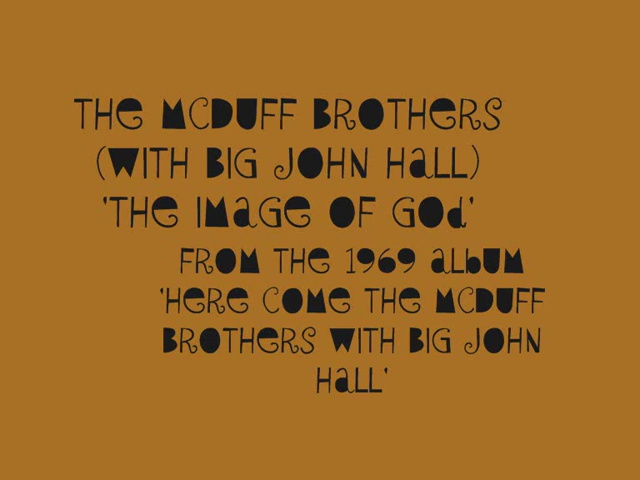 THE MCDUFF BROTHERS
(WITH BIG JOHN HALL)
'THE IMAGE OF GOD'
FROM THE 1969 ALBUM
'HERE COME THE MCDUFF
BROTHERS WITH BIG JOHN
HALL'